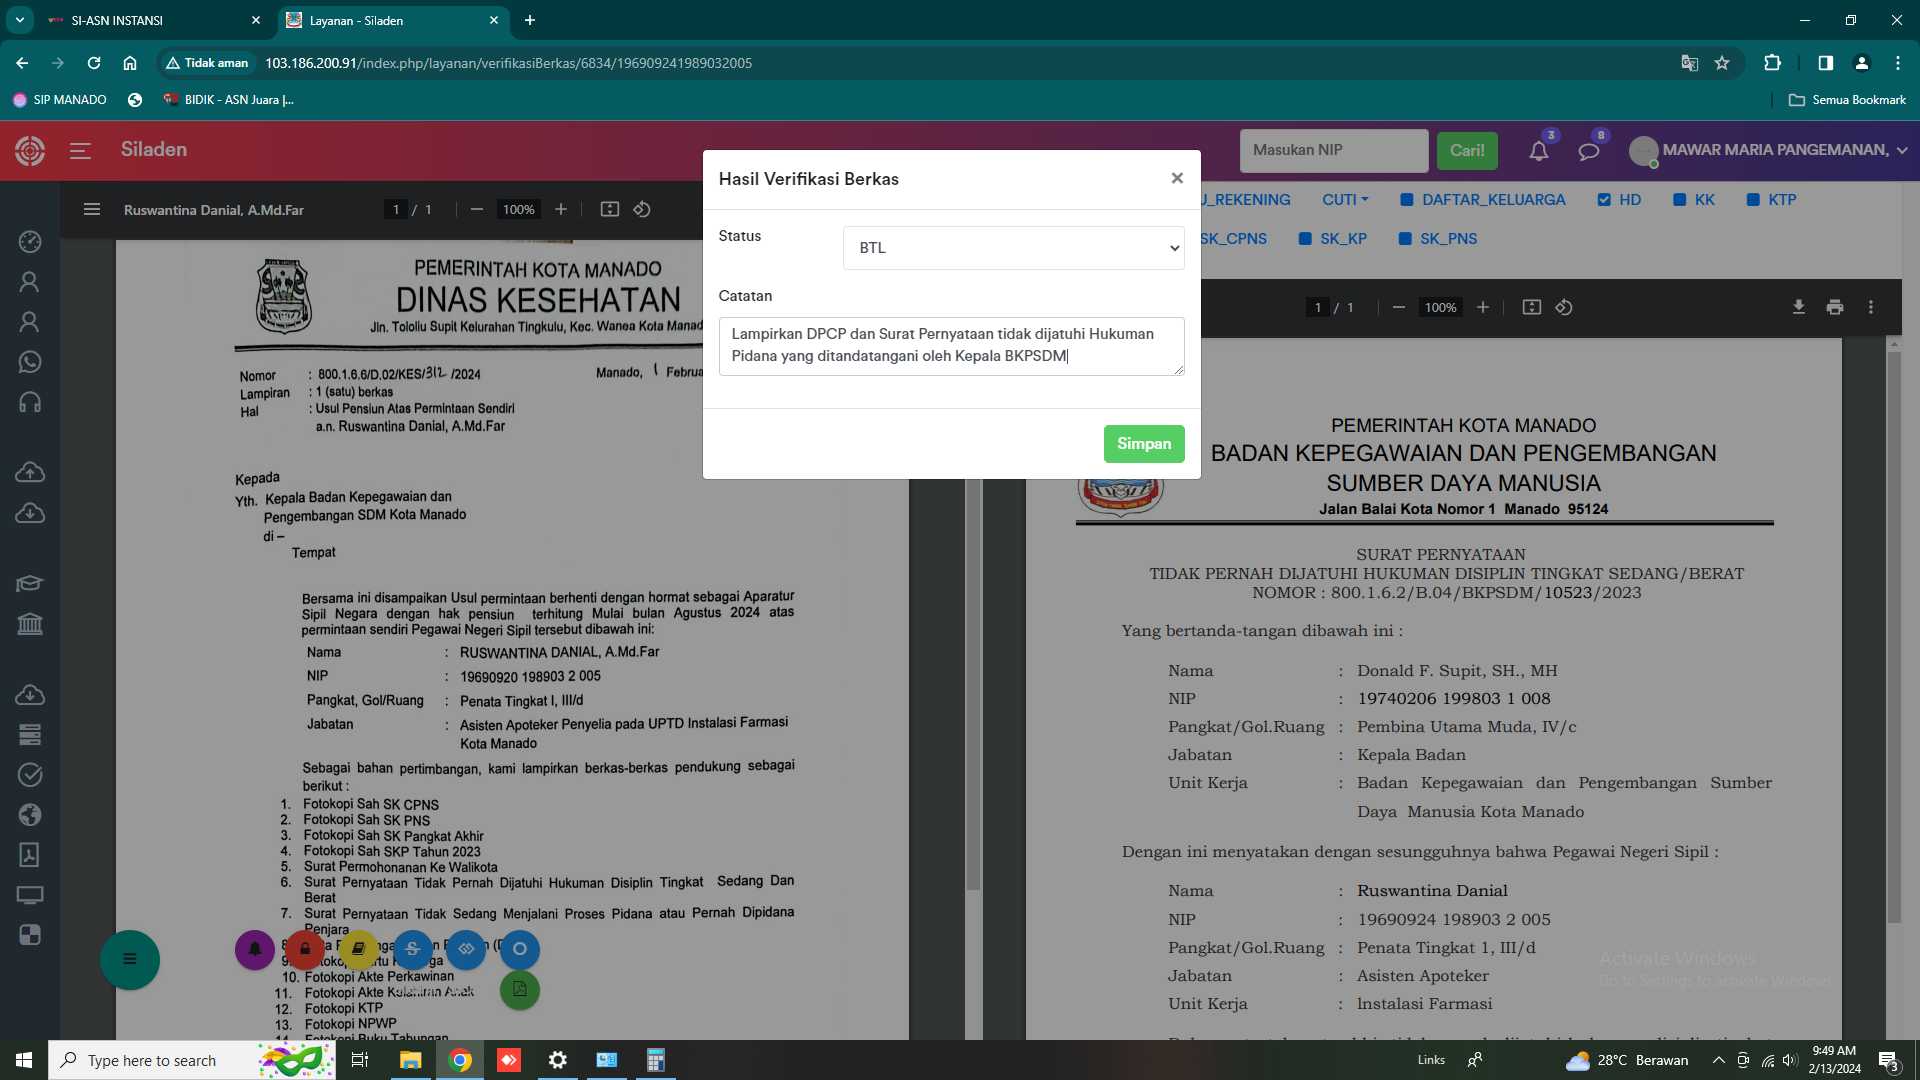 SI-ASN INSTANSI
Layanan - Siladen
Tidak aman
103.186.200.91/index.php/layanan/verifikasiBerkas/6834/196909241989032005
SIP MANADO
BIDIK - ASN Juara |...
Semua Bookmark
Siladen
Masukan NIP
Cari!
3
8
MAWAR MARIA PANGEMANAN,
Ruswantina Danial, A.Md.Far
1 / 1
100%
PEMERINTAH KOTA MANADO
DINAS KESEHATAN
Jln. Tololiu Supit Kelurahan Tingkulu, Kec. Wanea Kota Manad
Nomor : 800.1.6.6/D.02/KES/312 /2024
Manado, 1 Februa
Lampiran : 1 (satu) berkas
Hal : Usul Pensiun Atas Permintaan Sendiri
a.n. Ruswantina Danial, A.Md.Far
Kepada
Yth. Kepala Badan Kepegawaian dan
Pengembangan SDM Kota Manado
di –
Tempat
Bersama ini disampaikan Usul permintaan berhenti dengan hormat sebagai Aparatur
Sipil Negara dengan hak pensiun terhitung Mulai bulan Agustus 2024 atas
permintaan sendiri Pegawai Negeri Sipil tersebut dibawah ini:
Nama : RUSWANTINA DANIAL, A.Md.Far
NIP : 19690920 198903 2 005
Pangkat, Gol/Ruang : Penata Tingkat I, III/d
Jabatan : Asisten Apoteker Penyelia pada UPTD Instalasi Farmasi
Kota Manado
Sebagai bahan pertimbangan, kami lampirkan berkas-berkas pendukung sebagai
berikut :
1. Fotokopi Sah SK CPNS
2. Fotokopi Sah SK PNS
3. Fotokopi Sah SK Pangkat Akhir
4. Fotokopi Sah SKP Tahun 2023
5. Surat Permohonanan Ke Walikota
6. Surat Pernyataan Tidak Pernah Dijatuhi Hukuman Disiplin Tingkat Sedang Dan
Berat
7. Surat Pernyataan Tidak Sedang Menjalani Proses Pidana atau Pernah Dipidana
Penjara
10. Fotokopi Akte Perkawinan
11. Fotokopi Akte
12. Fotokopi KTP
13. Fotokopi NPWP
14. Fotokopi Buku Tabungan
Hasil Verifikasi Berkas
×
Status
BTL
Catatan
Lampirkan DPCP dan Surat Pernyataan tidak dijatuhi Hukuman
Pidana yang ditandatangani oleh Kepala BKPSDM
Simpan
U_REKENING
CUTI
DAFTAR_KELUARGA
HD
KK
KTP
SK_CPNS
SK_KP
SK_PNS
1 / 1
100%
PEMERINTAH KOTA MANADO
BADAN KEPEGAWAIAN DAN PENGEMBANGAN
SUMBER DAYA MANUSIA
Jalan Balai Kota Nomor 1 Manado 95124
SURAT PERNYATAAN
TIDAK PERNAH DIJATUHI HUKUMAN DISIPLIN TINGKAT SEDANG/BERAT
NOMOR : 800.1.6.2/B.04/BKPSDM/10523/2023
Yang bertanda-tangan dibawah ini :
Nama : Donald F. Supit, SH., MH
NIP : 19740206 199803 1 008
Pangkat/Gol.Ruang : Pembina Utama Muda, IV/c
Jabatan : Kepala Badan
Unit Kerja : Badan Kepegawaian dan Pengembangan Sumber
Daya Manusia Kota Manado
Dengan ini menyatakan dengan sesungguhnya bahwa Pegawai Negeri Sipil :
Nama : Ruswantina Danial
NIP : 19690924 198903 2 005
Pangkat/Gol.Ruang : Penata Tingkat 1, III/d
Jabatan : Asisten Apoteker
Unit Kerja : lnstalasi Farmasi
Activate Windows
Go to Settings to activate Windows.
Type here to search
Links
28°C Berawan
9:49 AM
2/13/2024
3